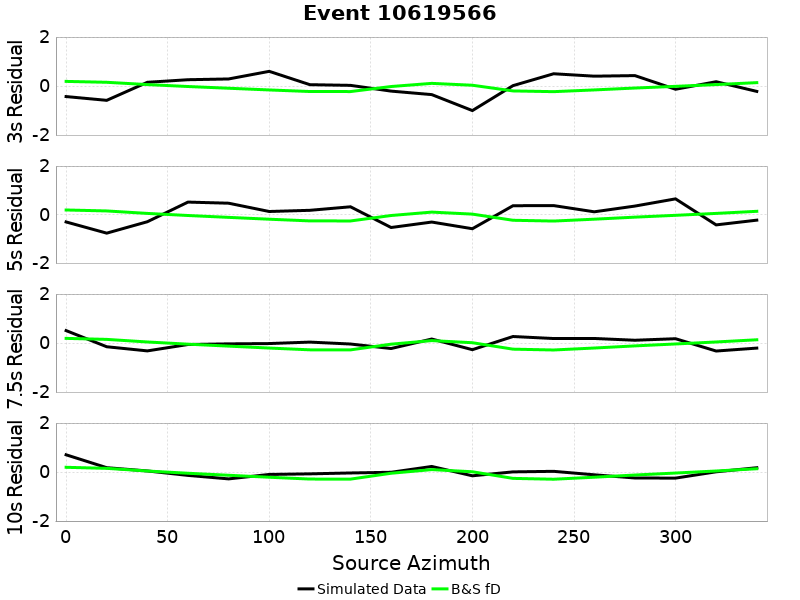 Event 10619566
3s Residual
2
0
-2
5s Residual
2
0
-2
7.5s Residual
2
0
-2
10s Residual
2
0
-2
0 50 100 150 200 250 300
Source Azimuth
Simulated Data B&S fD